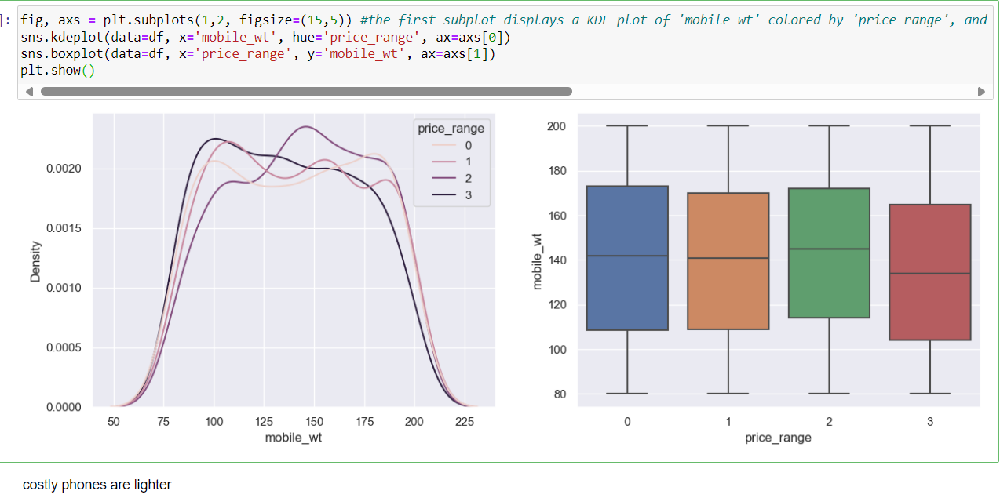 ]: fig, axs = plt.subplots(1,2, figsize=(15,5)) #the first subplot displays a KDE plot of 'mobile_wt' colored by 'price_range', and
sns.kdeplot(data=df, x='mobile_wt', hue='price_range', ax=axs[0])
sns.boxplot(data=df, x='price_range', y='mobile_wt', ax=axs[1])
plt.show()
price_range
0
1
2
3
Density
0.0020
0.0015
0.0010
0.0005
0.0000
50 75 100 125 150 175 200 225
mobile_wt
mobile_wt
200
180
160
140
120
100
80
0 1 2 3
price_range
costly phones are lighter